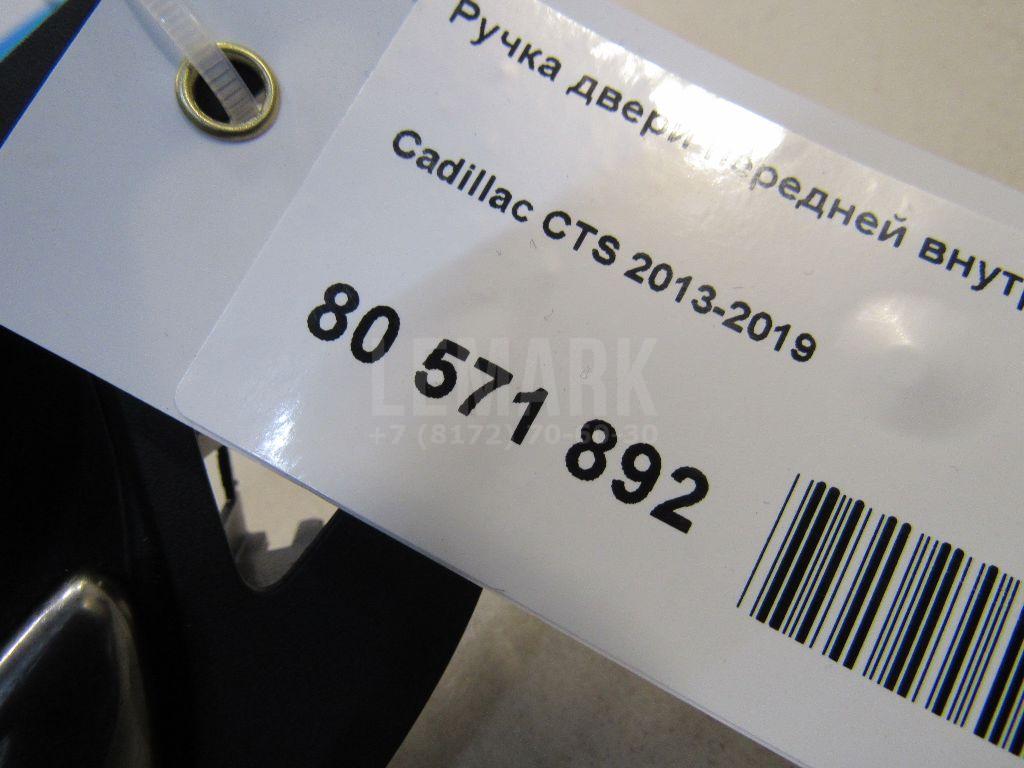 Ручка двери передней внут
Cadillac CTS 2013-2019
80 571 892
LEMARK